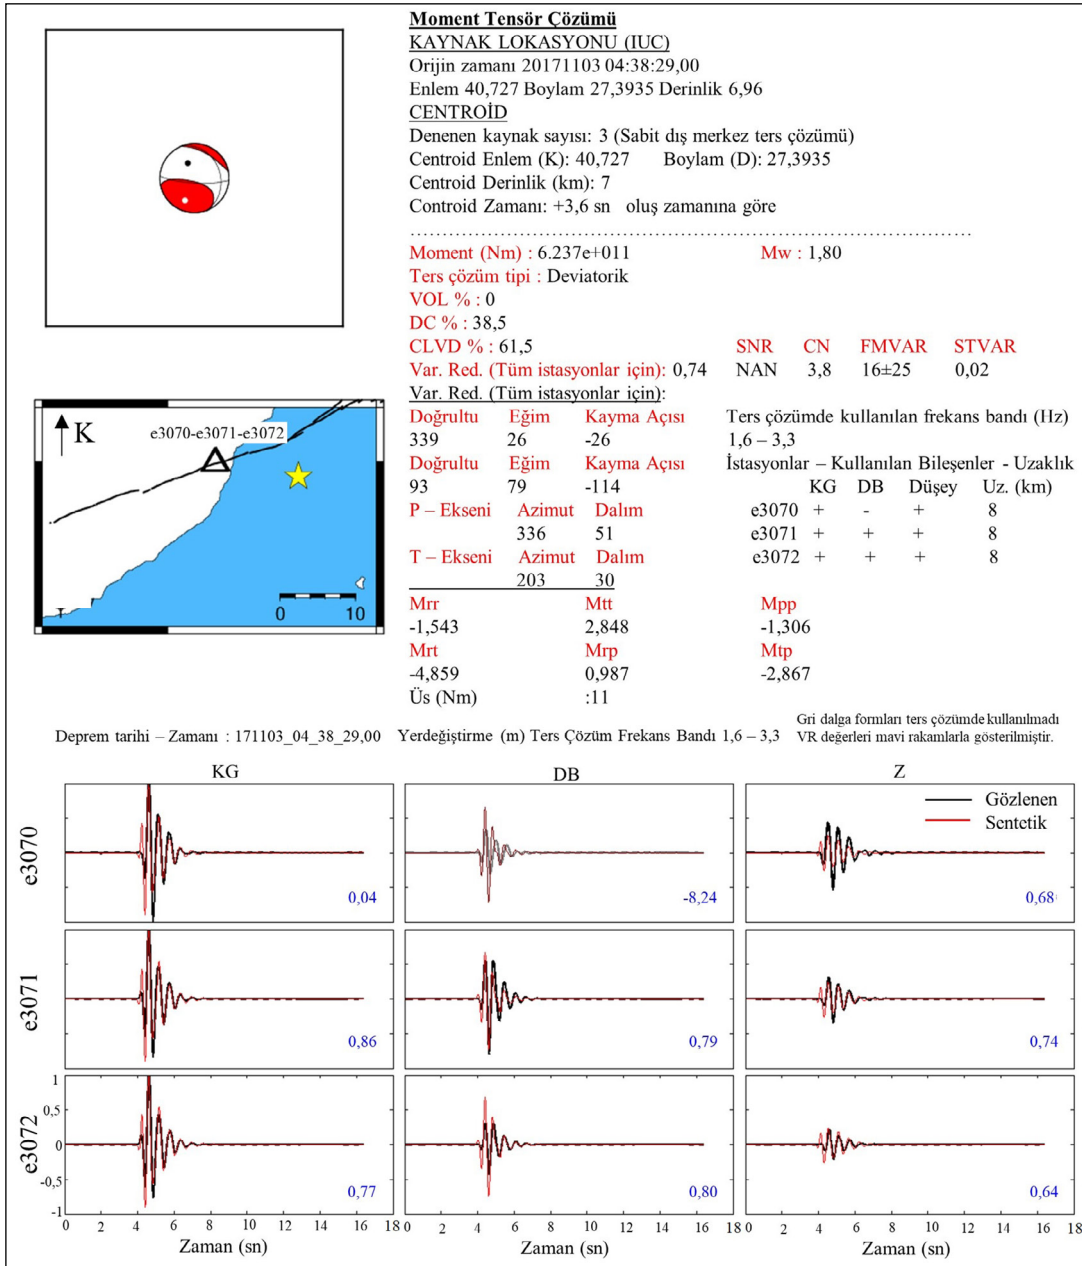 Moment Tensör Çözümü
KAYNAK LOKASYONU (IUC)
Orijin zamanı 20171103 04:38:29,00
Enlem 40,727 Boylam 27,3935 Derinlik 6,96
CENTROİD
Denenen kaynak sayısı: 3 (Sabit dış merkez ters çözümü)
Centroid Enlem (K): 40,727 Boylam (D): 27,3935
Centroid Derinlik (km): 7
Controid Zamanı: +3,6 sn oluş zamanına göre
Moment (Nm) : 6.237e+011 Mw : 1,80
Ters çözüm tipi : Deviatorik
VOL % : 0
DC % : 38,5
CLVD % : 61,5 SNR CN FMVAR STVAR
Var. Red. (Tüm istasyonlar için): 0,74 NAN 3,8 16±25 0,02
Var. Red. (Tüm istasyonlar için):
Doğrultu Eğim Kayma Açısı Ters çözümde kullanılan frekans bandı (Hz)
339 26 -26 1,6 – 3,3
Doğrultu Eğim Kayma Açısı İstasyonlar – Kullanılan Bileşenler - Uzaklık
93 79 -114 KG DB Düşey Uz. (km)
P – Ekseni Azimut Dalım e3070 + - + 8
336 51 e3071 + + + 8
T – Ekseni Azimut Dalım e3072 + + + 8
203 30
Mrr Mtt Mpp
-1,543 2,848 -1,306
Mrt Mrp Mtp
-4,859 0,987 -2,867
Üs (Nm) :11
K
e3070-e3071-e3072
0 10
Gri dalga formları ters çözümde kullanılmadı
Deprem tarihi – Zamanı : 171103_04_38_29,00 Yerdeğiştirme (m) Ters Çözüm Frekans Bandı 1,6 – 3,3 VR değerleri mavi rakamlarla gösterilmiştir.
KG DB Z
Gözlenen
Sentetik
e3070
0,04 -8,24 0,68
e3071
0,86 0,79 0,74
e3072
1
0,5
0
-0,5
-1
0,77 0,80 0,64
0 2 4 6 8 10 12 14 16 18 2 4 6 8 10 12 14 16 18 0 2 4 6 8 10 12 14 16 18
Zaman (sn) Zaman (sn) Zaman (sn)